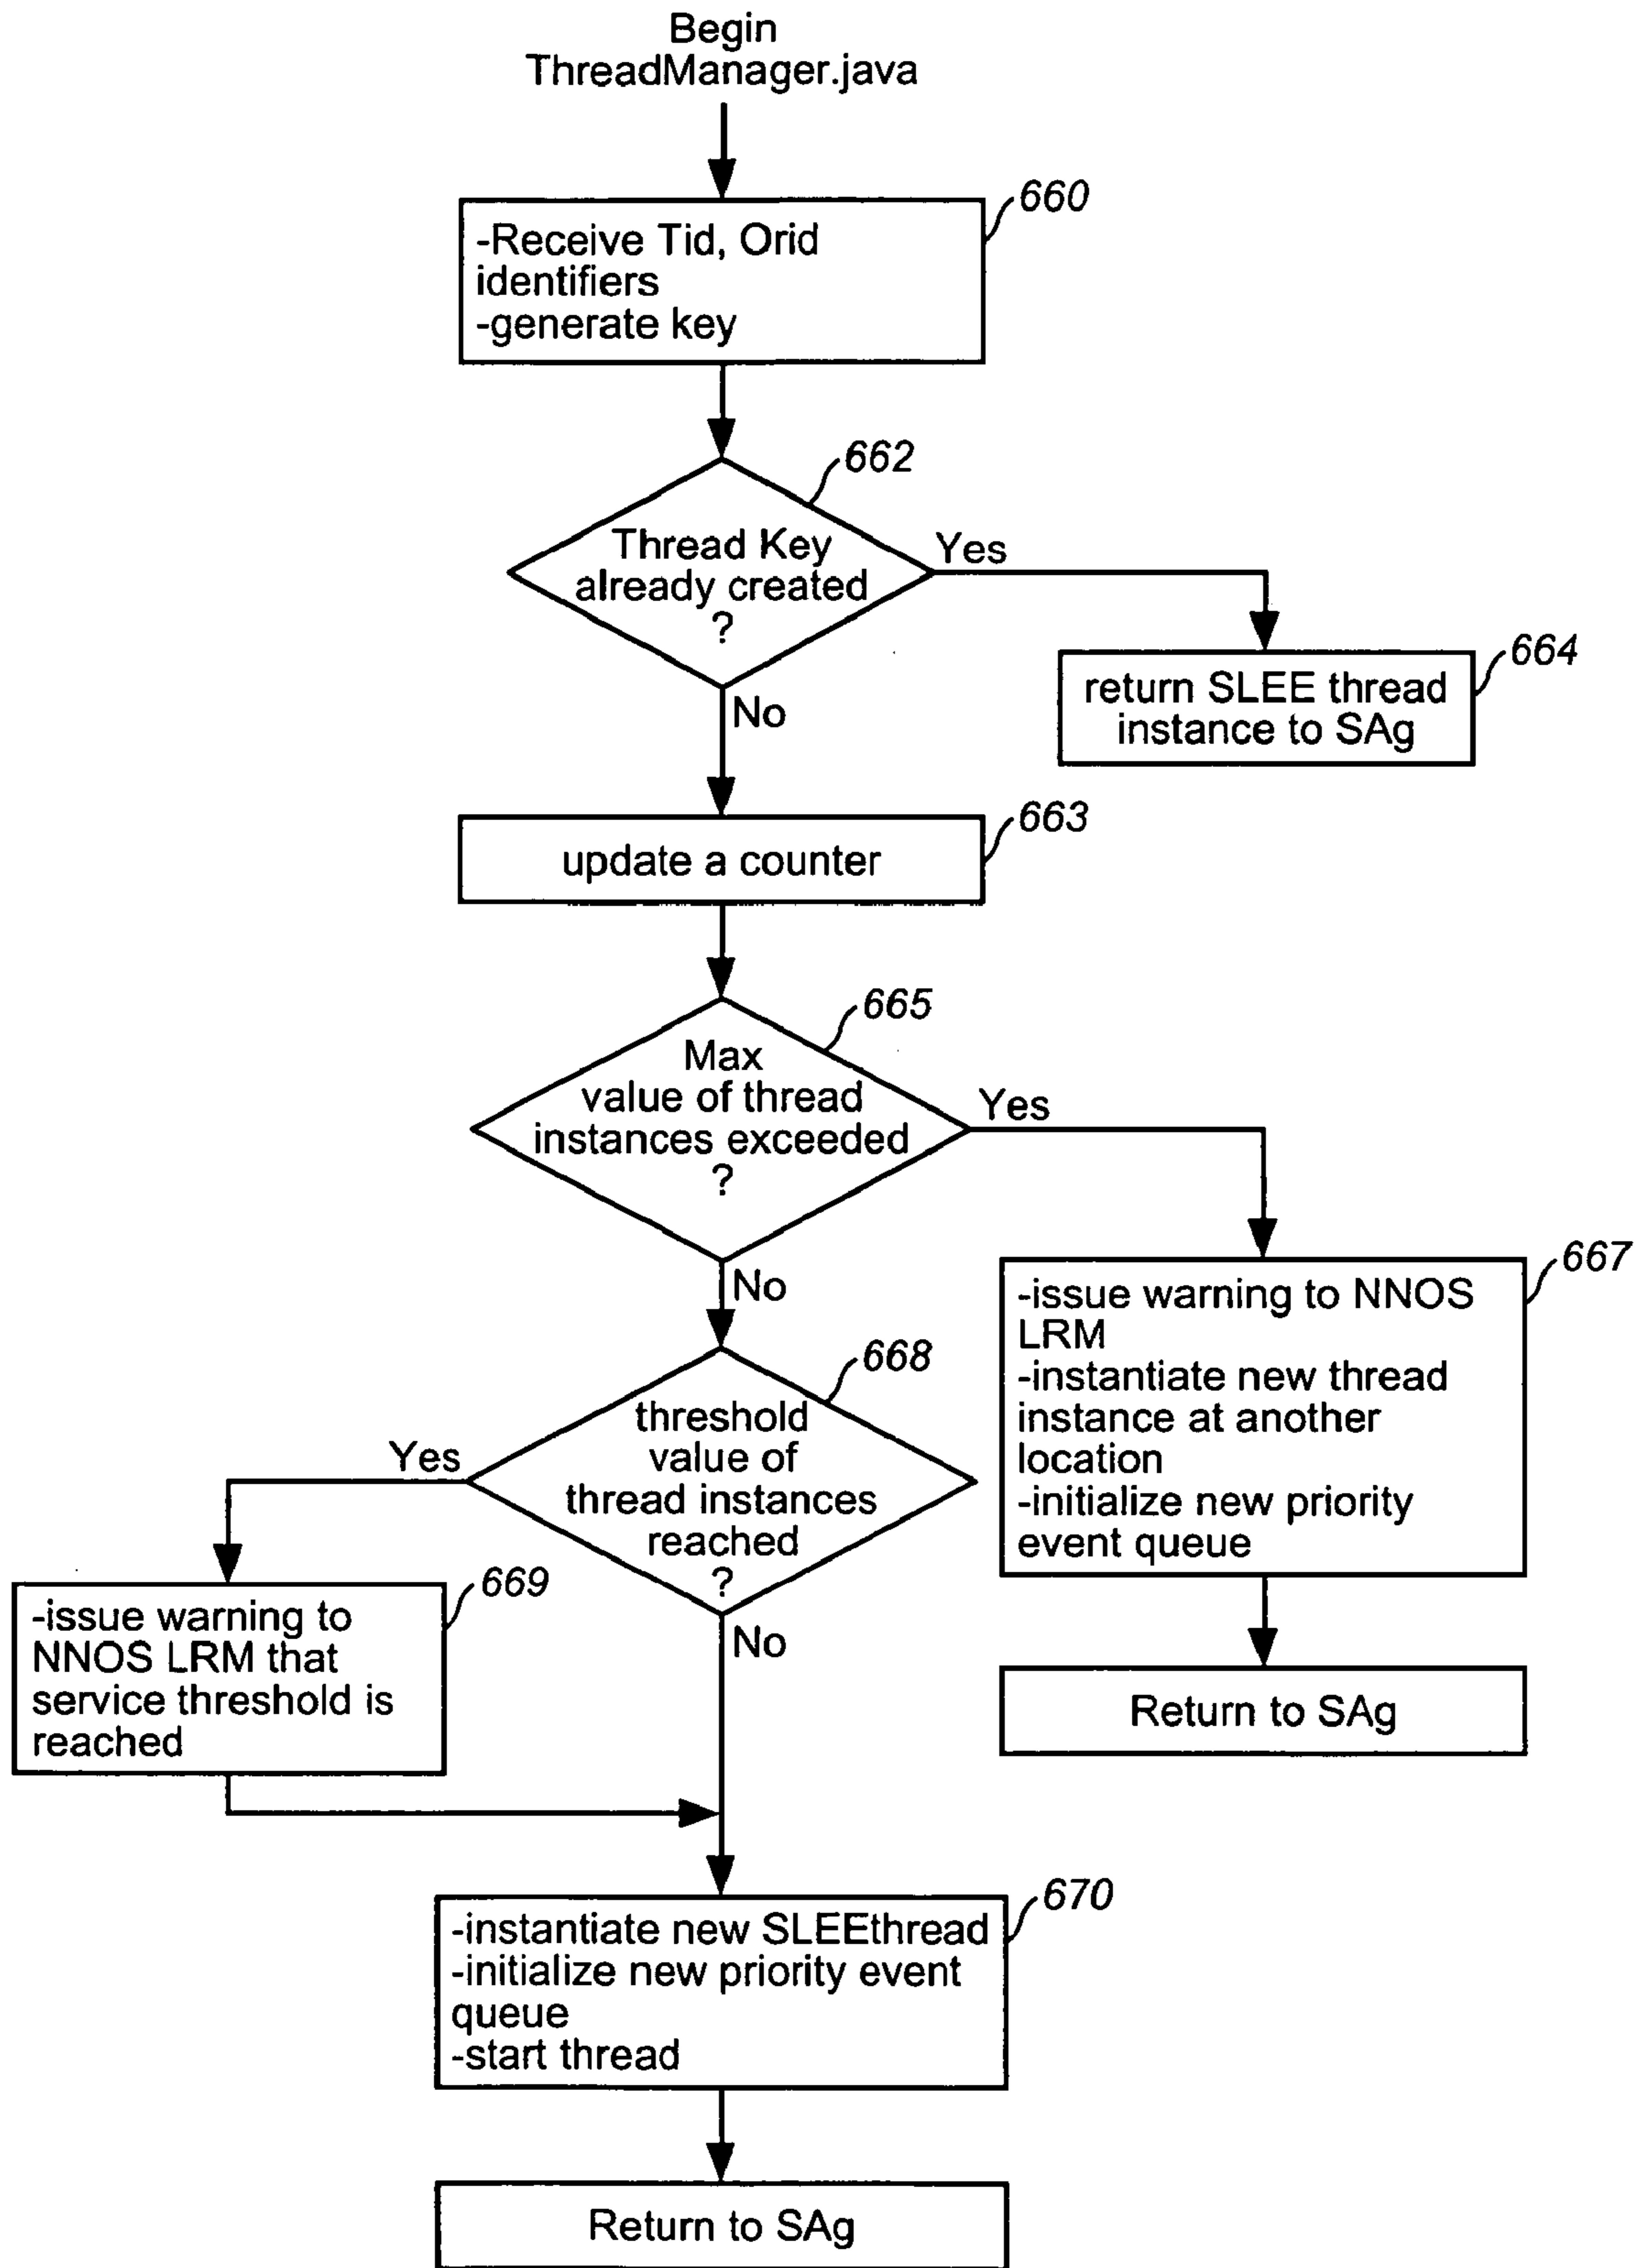 Begin
ThreadManager.java
660
-Receive Tid, Orid
identifiers
-generate key
662
Thread Key
already created
?
Yes
No
664
return SLEE thread
instance to SAg
663
update a counter
665
Max
value of thread
instances exceeded
?
Yes
No
667
-issue warning to NNOS
LRM
-instantiate new thread
instance at another
location
-initialize new priority
event queue
668
threshold
value of
thread instances
reached
?
Yes
No
669
-issue warning to
NNOS LRM that
service threshold is
reached
Return to SAg
670
-instantiate new SLEEthread
-initialize new priority event
queue
-start thread
Return to SAg